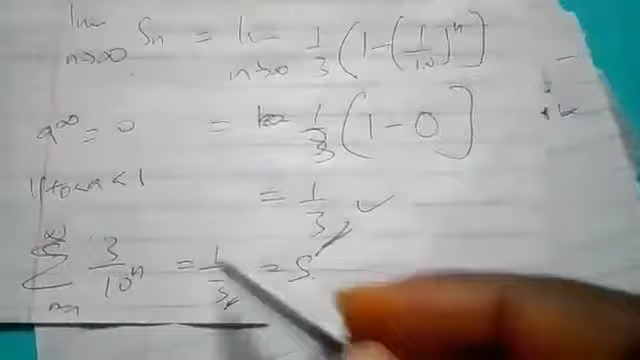 lim n→∞ Sn = lim n→∞ 1/3 (1 - (1/10)^n]
a^∞ = 0 = 1/3 (1 - 0]
If 0 < a < 1 = 1/3 ✓
∞ Σ n=1 3/10^n = 1/3 = S